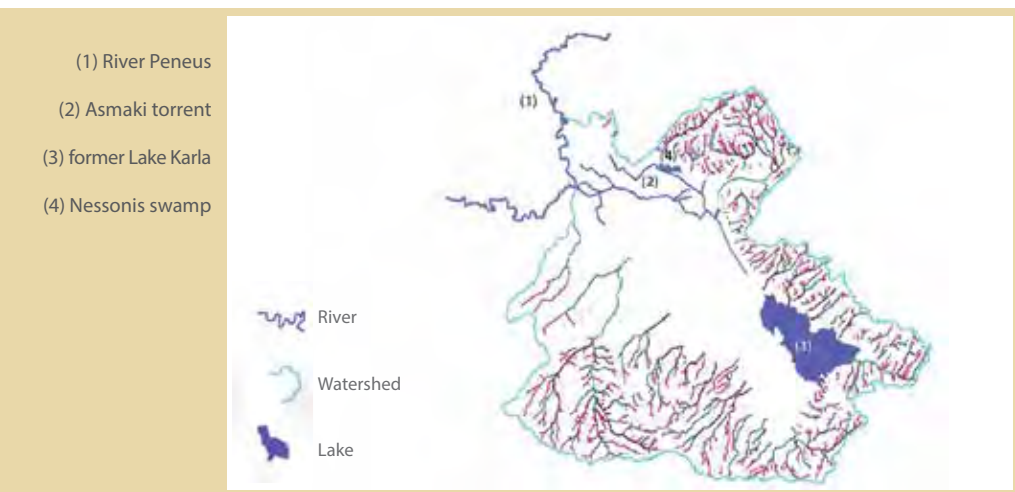 (1) River Peneus
(2) Asmaki torrent
(3) former Lake Karla
(4) Nessonis swamp
(1)
(4)
(2)
River
Watershed
Lake